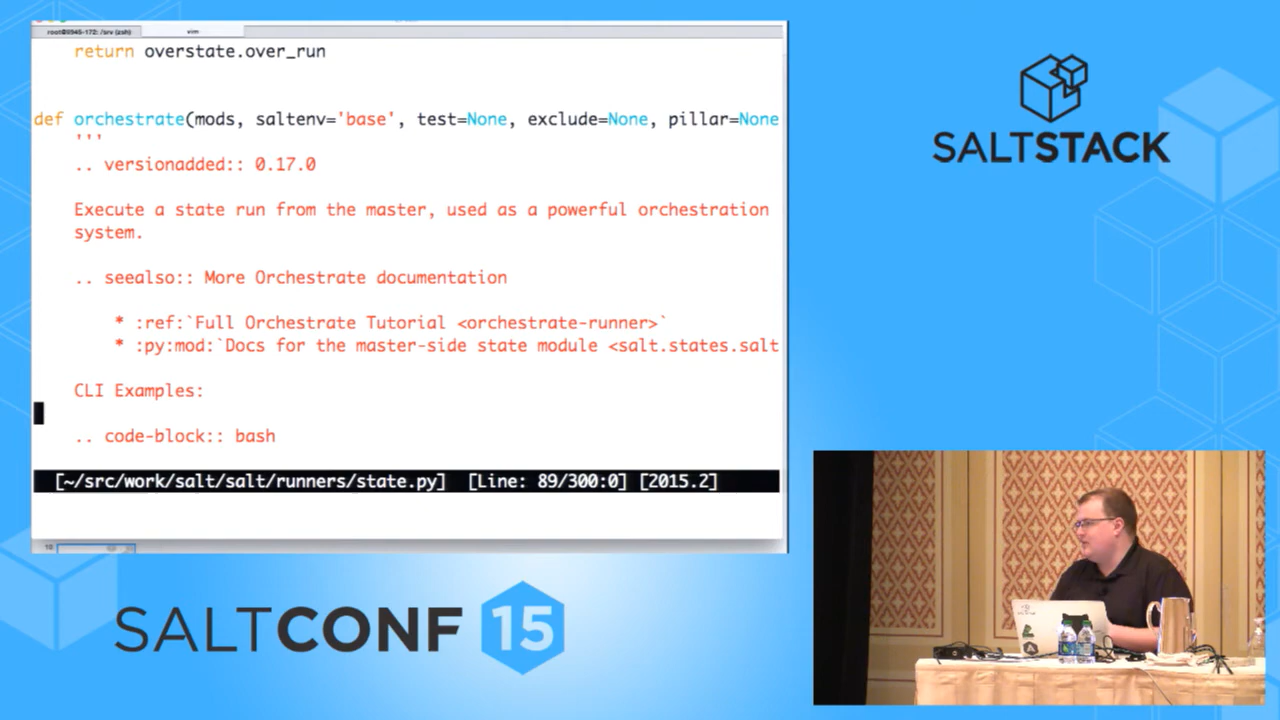 root@li945-172: /srv (zsh)
vim
return overstate.over_run
def orchestrate(mods, saltenv='base', test=None, exclude=None, pillar=None
'''
.. versionadded:: 0.17.0
Execute a state run from the master, used as a powerful orchestration
system.
.. seealso:: More Orchestrate documentation
* :ref:`Full Orchestrate Tutorial <orchestrate-runner>`
* :py:mod:`Docs for the master-side state module <salt.states.salt
CLI Examples:
.. code-block:: bash
[~/src/work/salt/salt/runners/state.py] [Line: 89/300:0] [2015.2]
SALTSTACK
SALTCONF 15